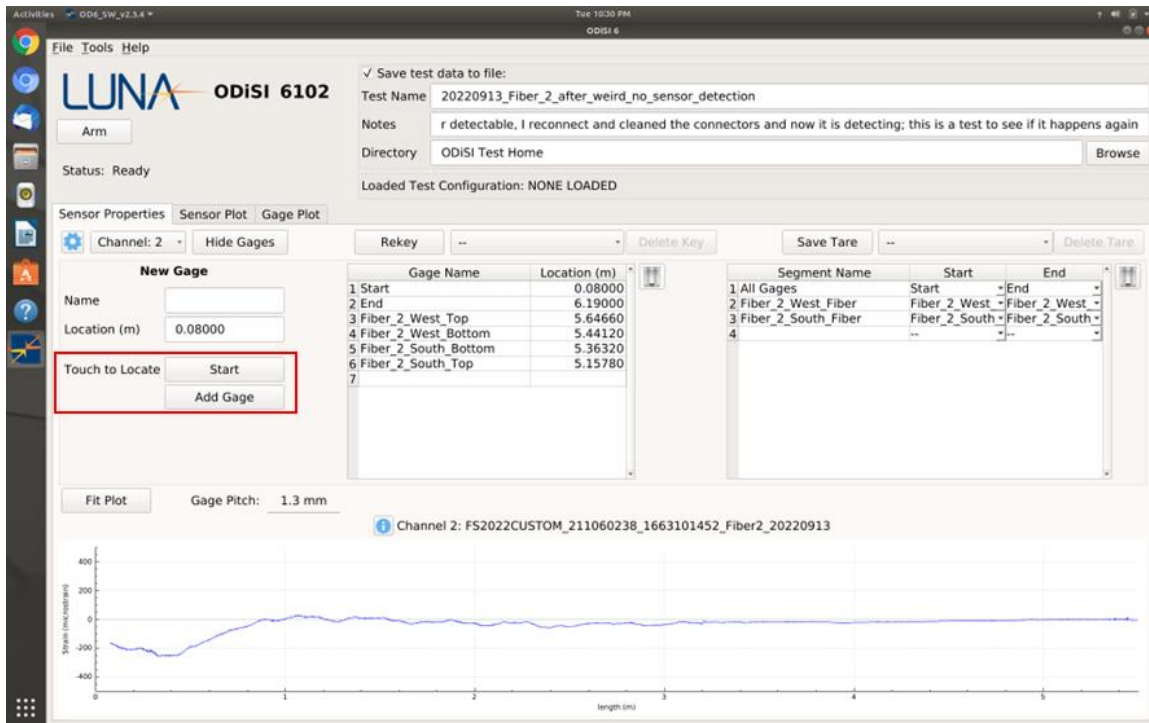 Activities OD6_SW_v2.3.4 Tue 10:30 PM
ODiSI 6
File Tools Help
LUNA ODiSI 6102
Arm
Status: Ready
Save test data to file:
Test Name 20220913_Fiber_2_after_weird_no_sensor_detection
Notes r detectable, I reconnect and cleaned the connectors and now it is detecting; this is a test to see if it happens again
Directory ODiSI Test Home Browse
Loaded Test Configuration: NONE LOADED
Sensor Properties Sensor Plot Gage Plot
Channel: 2 Hide Gages Rekey -- Delete Key Save Tare -- Delete Tare
New Gage
Name
Location (m) 0.08000
Touch to Locate Start
Add Gage
Gage Name Location (m)
1 Start 0.08000
2 End 6.19000
3 Fiber_2_West_Top 5.64660
4 Fiber_2_West_Bottom 5.44120
5 Fiber_2_South_Bottom 5.36320
6 Fiber_2_South_Top 5.15780
7
Segment Name Start End
1 All Gages Start End
2 Fiber_2_West_Fiber Fiber_2_West_ Fiber_2_West_
3 Fiber_2_South_Fiber Fiber_2_South Fiber_2_South
4 -- --
Fit Plot Gage Pitch: 1.3 mm
Channel 2: FS2022CUSTOM_211060238_1663101452_Fiber2_20220913
Strain (microstrain)
400
200
0
-200
-400
0 1 2 3 4 5
length (m)